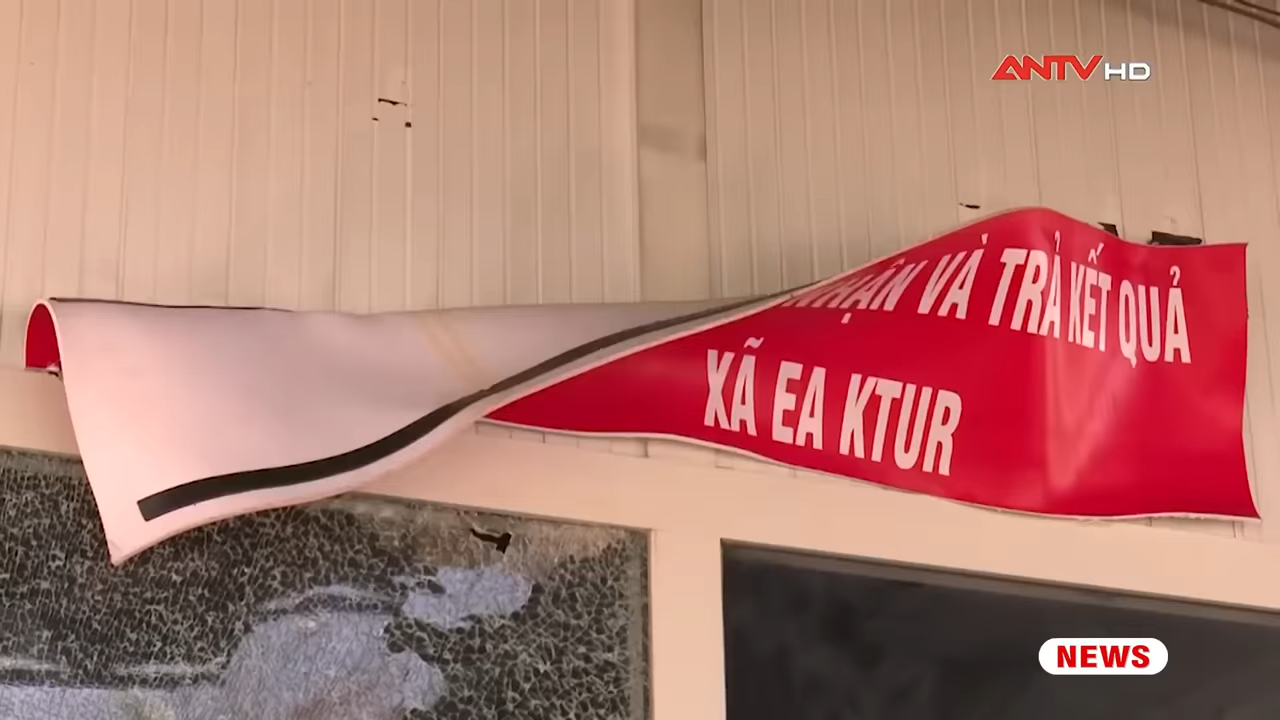 ANTV HD
NHẬN VÀ TRẢ KẾT QUẢ
XÃ EA KTUR
NEWS